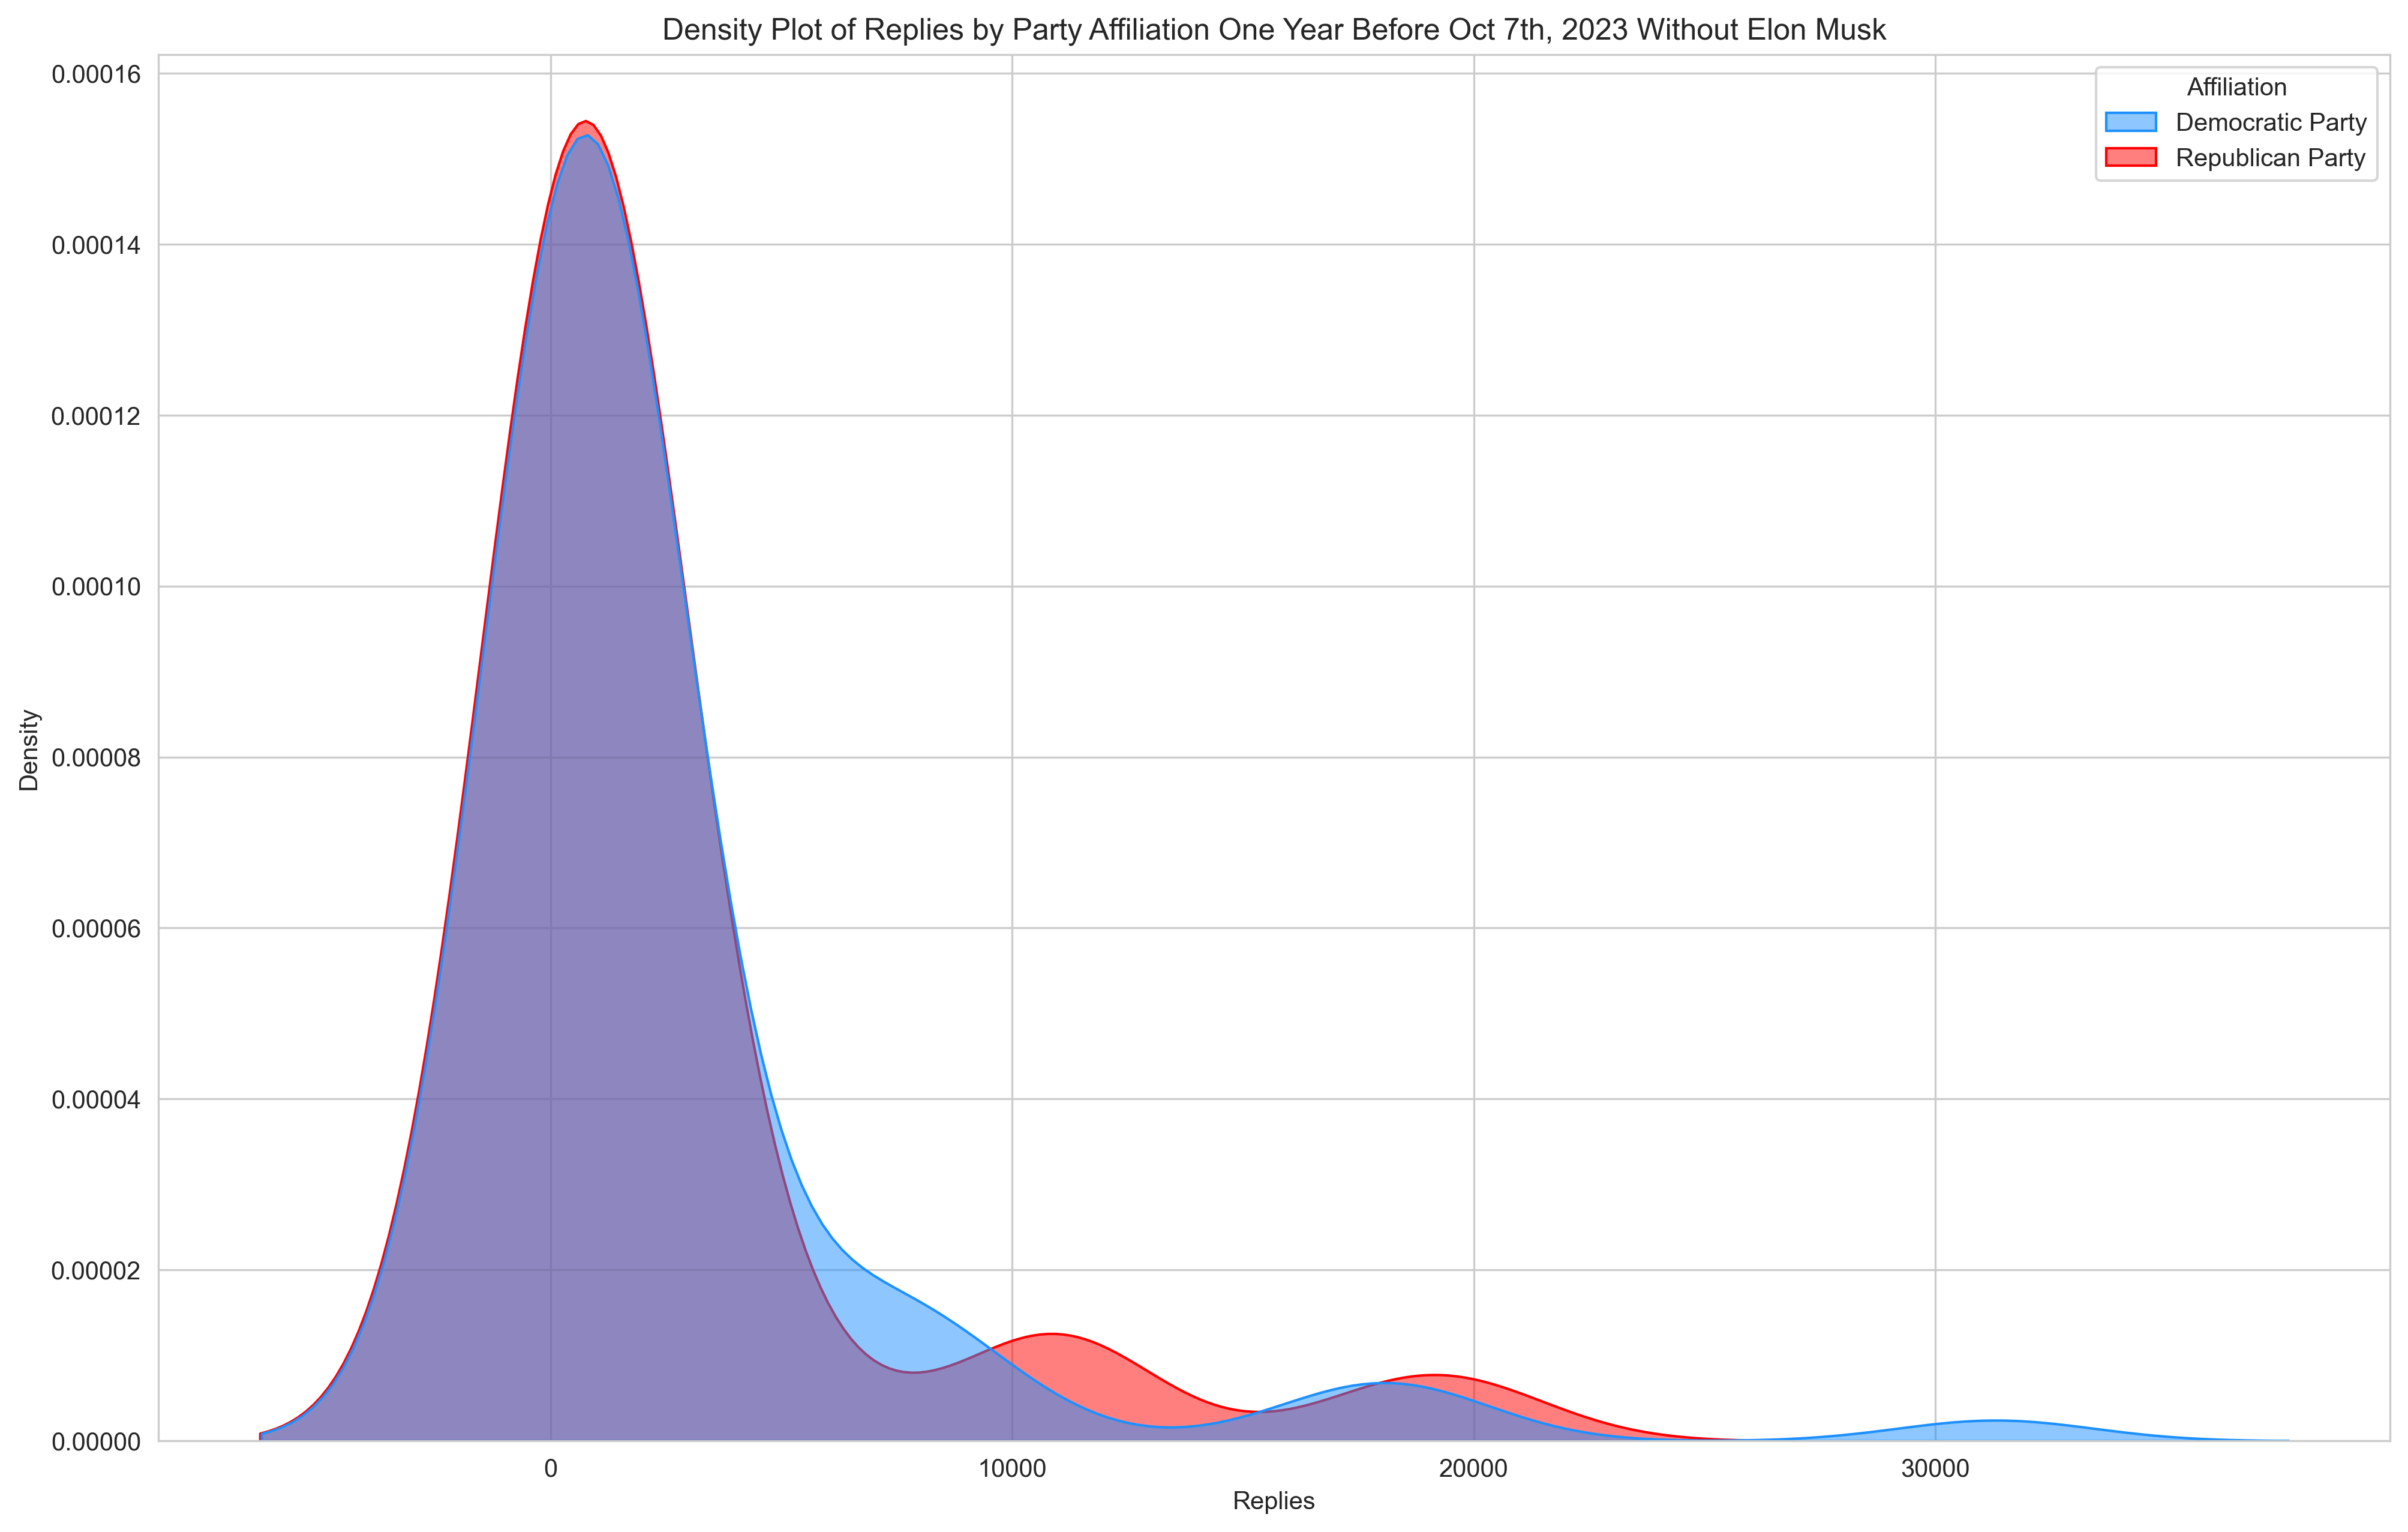 Density Plot of Replies by Party Affiliation One Year Before Oct 7th, 2023 Without Elon Musk
Affiliation
Democratic Party
Republican Party
Density
0.00016
0.00014
0.00012
0.00010
0.00008
0.00006
0.00004
0.00002
0.00000
0
10000
20000
30000
Replies